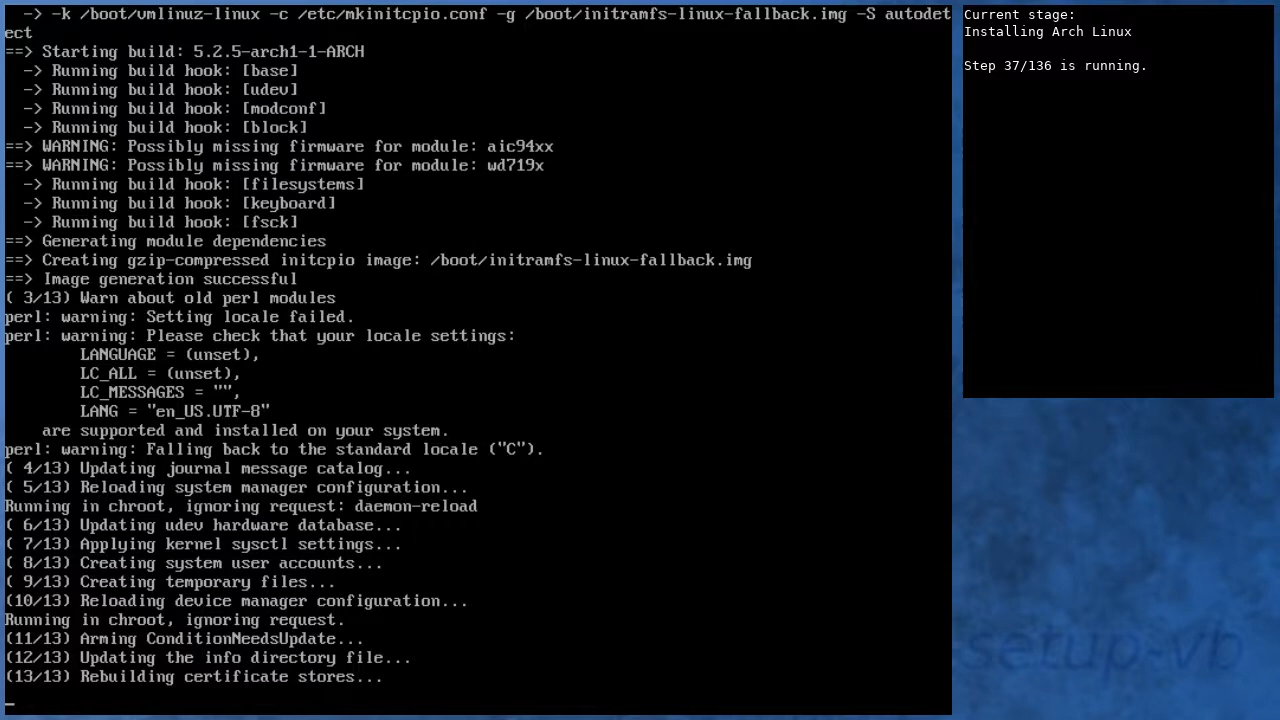 -> -k /boot/vmlinuz-linux -c /etc/mkinitcpio.conf -g /boot/initramfs-linux-fallback.img -S autodet
ect
==> Starting build: 5.2.5-arch1-1-ARCH
-> Running build hook: [base]
-> Running build hook: [udev]
-> Running build hook: [modconf]
-> Running build hook: [block]
==> WARNING: Possibly missing firmware for module: aic94xx
==> WARNING: Possibly missing firmware for module: wd719x
-> Running build hook: [filesystems]
-> Running build hook: [keyboard]
-> Running build hook: [fsck]
==> Generating module dependencies
==> Creating gzip-compressed initcpio image: /boot/initramfs-linux-fallback.img
==> Image generation successful
( 3/13) Warn about old perl modules
perl: warning: Setting locale failed.
perl: warning: Please check that your locale settings:
LANGUAGE = (unset),
LC_ALL = (unset),
LC_MESSAGES = "",
LANG = "en_US.UTF-8"
are supported and installed on your system.
perl: warning: Falling back to the standard locale ("C").
( 4/13) Updating journal message catalog...
( 5/13) Reloading system manager configuration...
Running in chroot, ignoring request: daemon-reload
( 6/13) Updating udev hardware database...
( 7/13) Applying kernel sysctl settings...
( 8/13) Creating system user accounts...
( 9/13) Creating temporary files...
(10/13) Reloading device manager configuration...
Running in chroot, ignoring request.
(11/13) Arming ConditionNeedsUpdate...
(12/13) Updating the info directory file...
(13/13) Rebuilding certificate stores...
Current stage:
Installing Arch Linux
Step 37/136 is running.
setup-vb